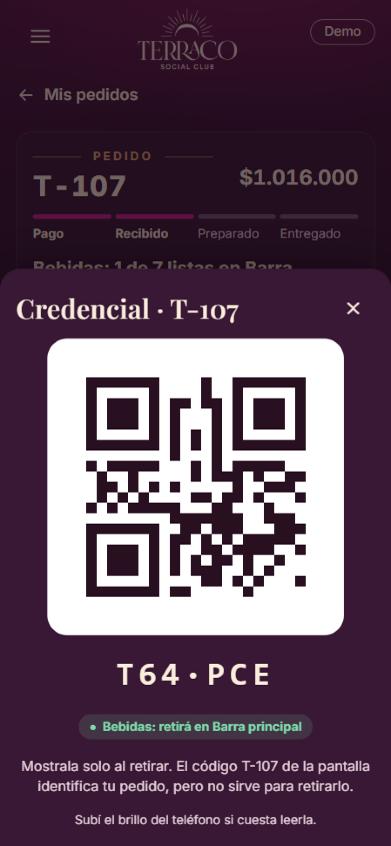 TERRACO
SOCIAL CLUB
Demo
← Mis pedidos
PEDIDO
T-107
$1.016.000
Pago
Recibido
Preparado
Entregado
Bebidas: 1 de 7 listas en Barra
Credencial · T-107
×
T64·PCE
• Bebidas: retirá en Barra principal
Mostrala solo al retirar. El código T-107 de la pantalla
identifica tu pedido, pero no sirve para retirarlo.
Subí el brillo del teléfono si cuesta leerla.